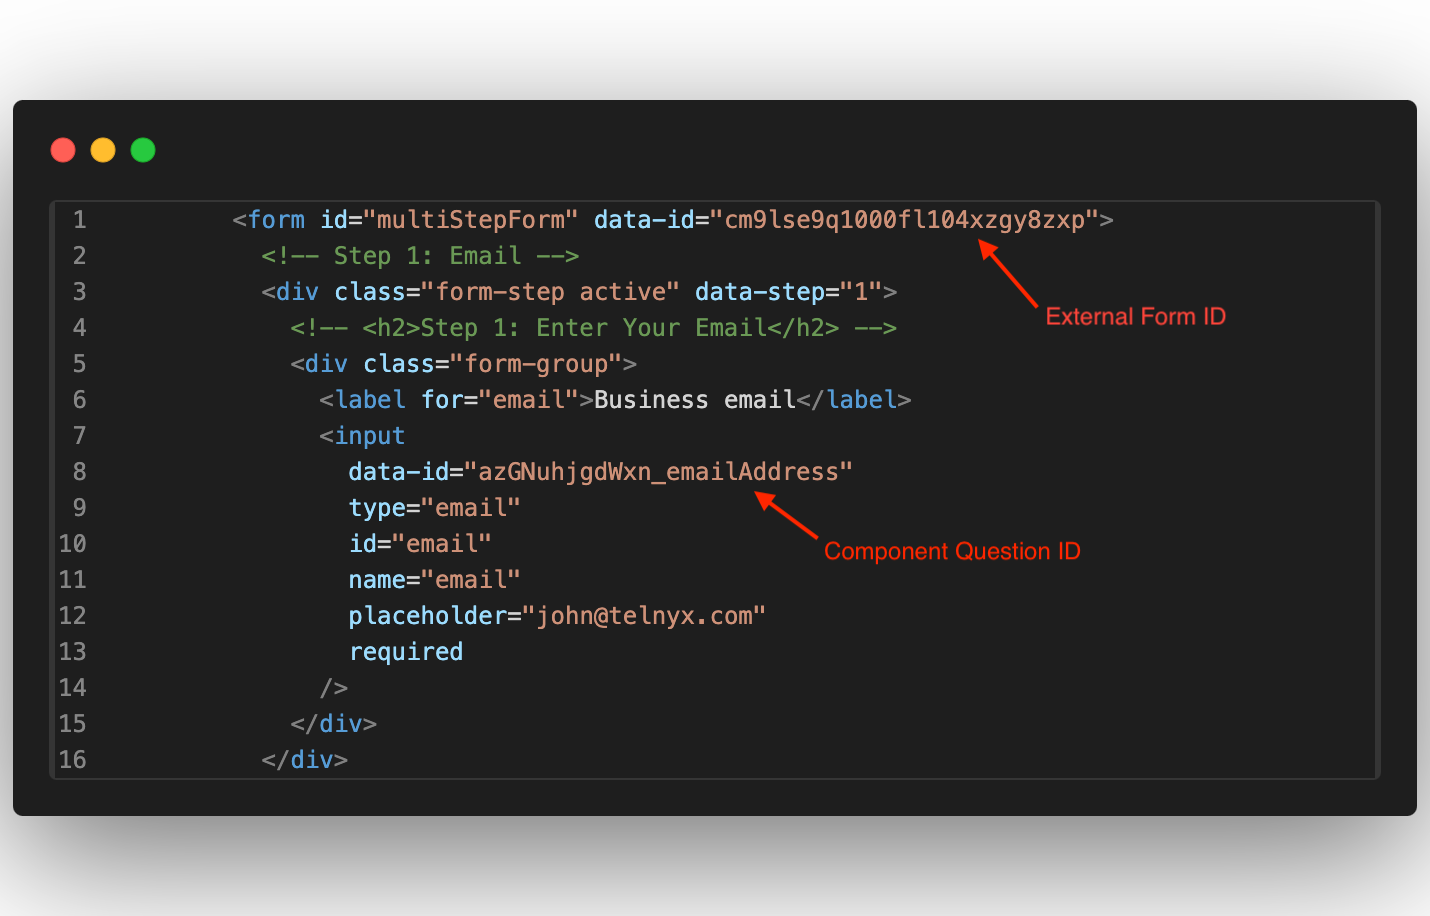 1 <form id="multiStepForm" data-id="cm9lse9q1000fl104xzgy8zxp">
2 <!-- Step 1: Email -->
3 <div class="form-step active" data-step="1">
External Form ID
4 <!-- <h2>Step 1: Enter Your Email</h2> -->
5 <div class="form-group">
6 <label for="email">Business email</label>
7 <input
8 data-id="azGNuhjgdWxn_emailAddress"
9 type="email"
10 id="email"
Component Question ID
11 name="email"
12 placeholder="john@telnyx.com"
13 required
14 />
15 </div>
16 </div>